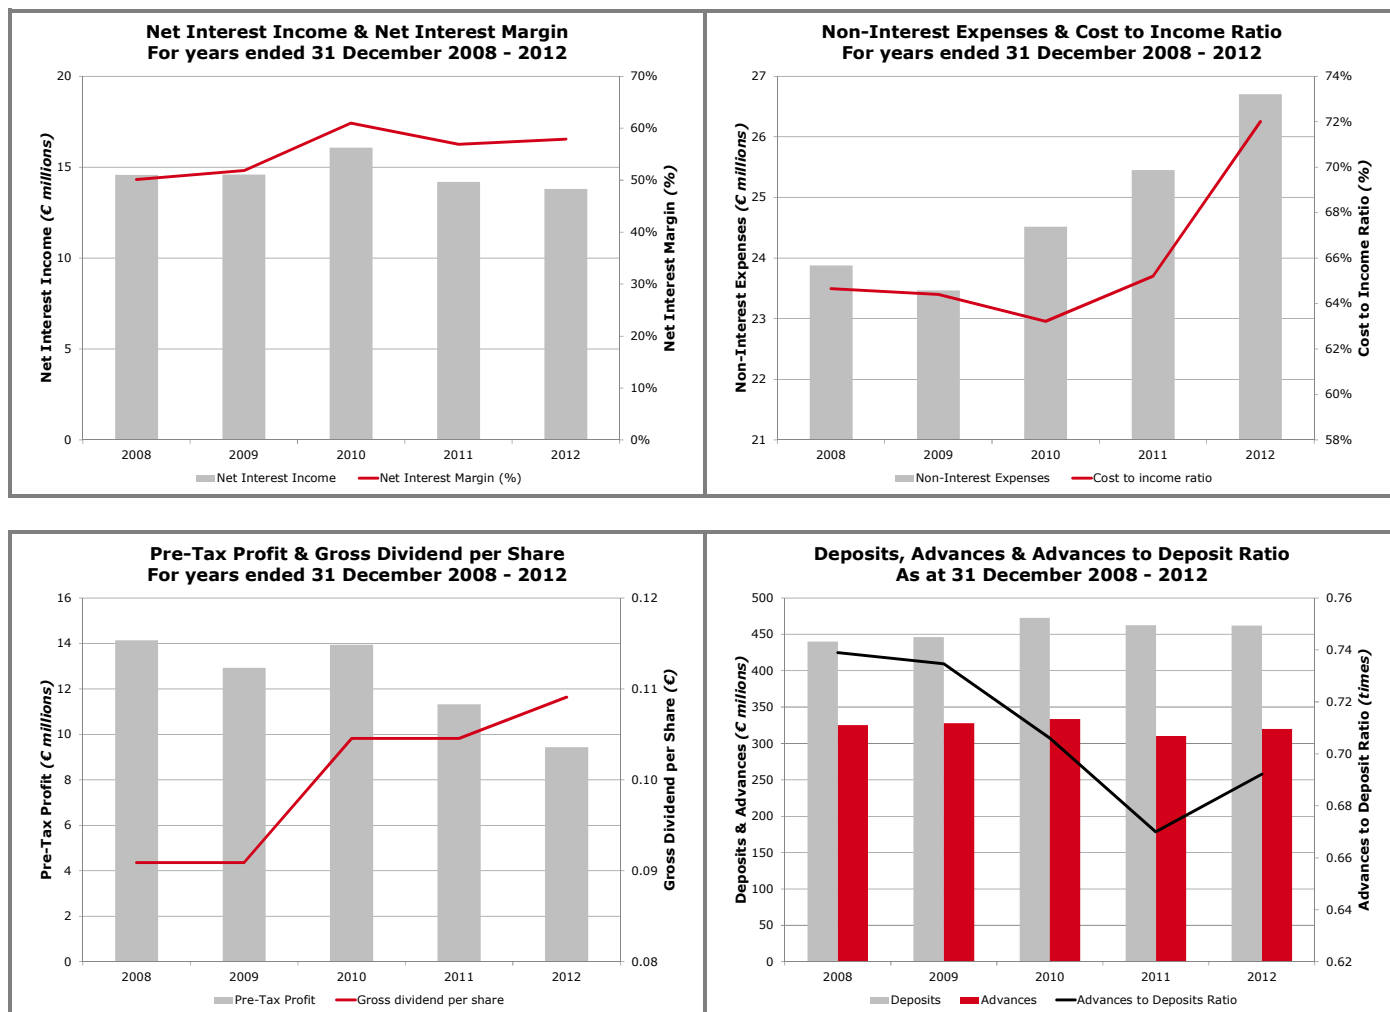 Net Interest Income & Net Interest Margin
For years ended 31 December 2008 - 2012
Net Interest Income (€ millions)
20
15
10
5
0
70%
60%
50%
40%
30%
20%
10%
0%
Net Interest Margin (%)
2008 2009 2010 2011 2012
Net Interest Income Net Interest Margin (%)
Non-Interest Expenses & Cost to Income Ratio
For years ended 31 December 2008 - 2012
Non-Interest Expenses (€ millions)
27
26
25
24
23
22
21
74%
72%
70%
68%
66%
64%
62%
60%
58%
Cost to Income Ratio (%)
2008 2009 2010 2011 2012
Non-Interest Expenses Cost to income ratio
Pre-Tax Profit & Gross Dividend per Share
For years ended 31 December 2008 - 2012
Pre-Tax Profit (€ millions)
16
14
12
10
8
6
4
2
0
0.12
0.11
0.10
0.09
0.08
Gross Dividend per Share (€)
2008 2009 2010 2011 2012
Pre-Tax Profit Gross dividend per share
Deposits, Advances & Advances to Deposit Ratio
As at 31 December 2008 - 2012
Deposits & Advances (€ millions)
500
450
400
350
300
250
200
150
100
50
0
0.76
0.74
0.72
0.70
0.68
0.66
0.64
0.62
Advances to Deposit Ratio (times)
2008 2009 2010 2011 2012
Deposits Advances Advances to Deposits Ratio